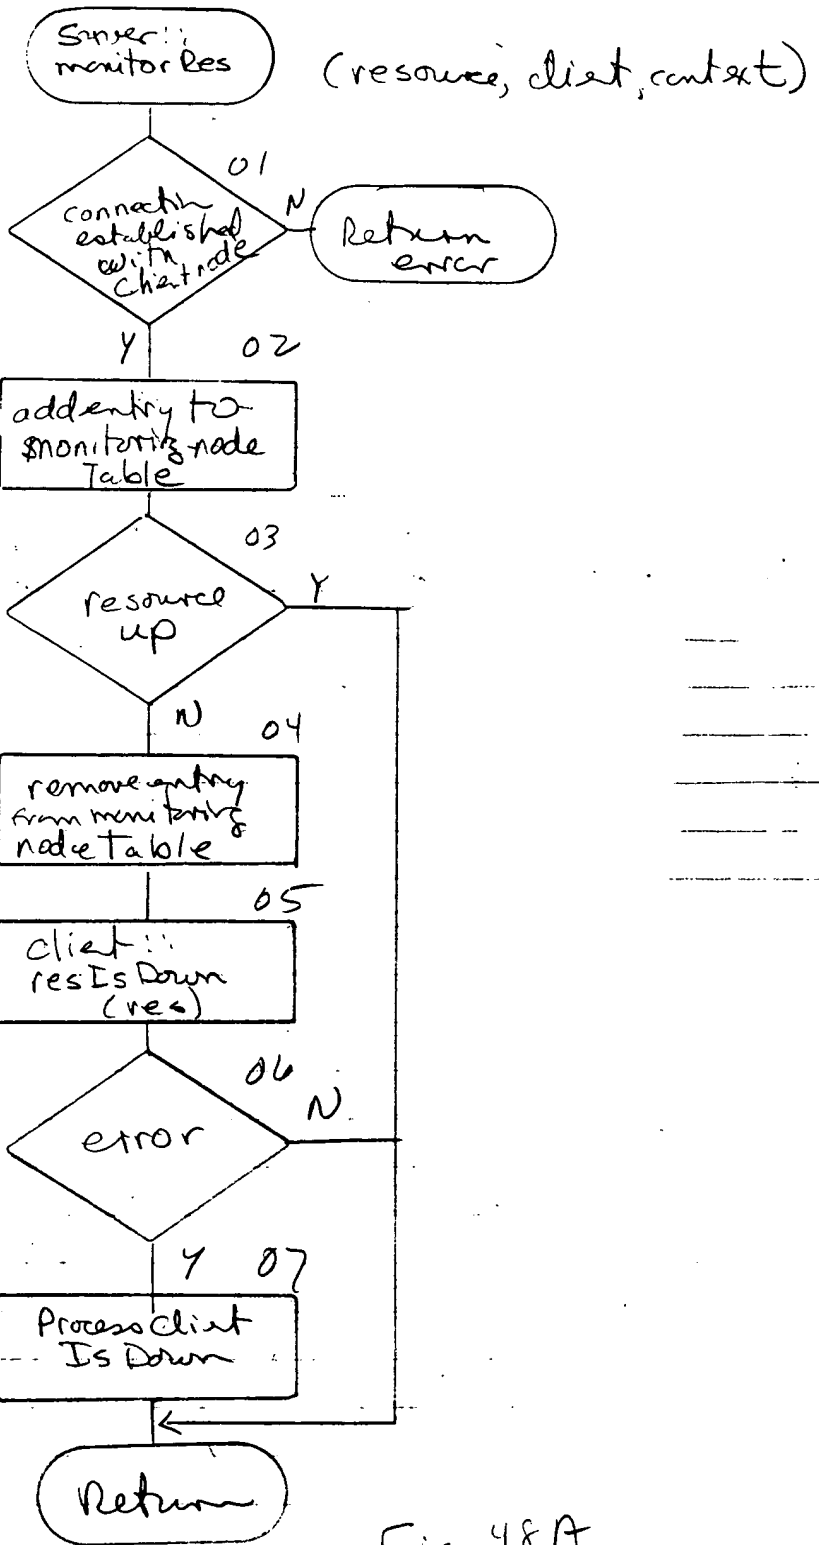 Server::
monitorRes
(resource, client, context)
01
connection
established
with
Client node
N
Return
error
Y
02
add entry to
monitoring node
Table
03
resource
up
Y
N
04
remove entry
from monitoring
node Table
05
client::
resIsDown
(res)
06
error
N
Y
07
Process Client
Is Down
Return
Fig 48A